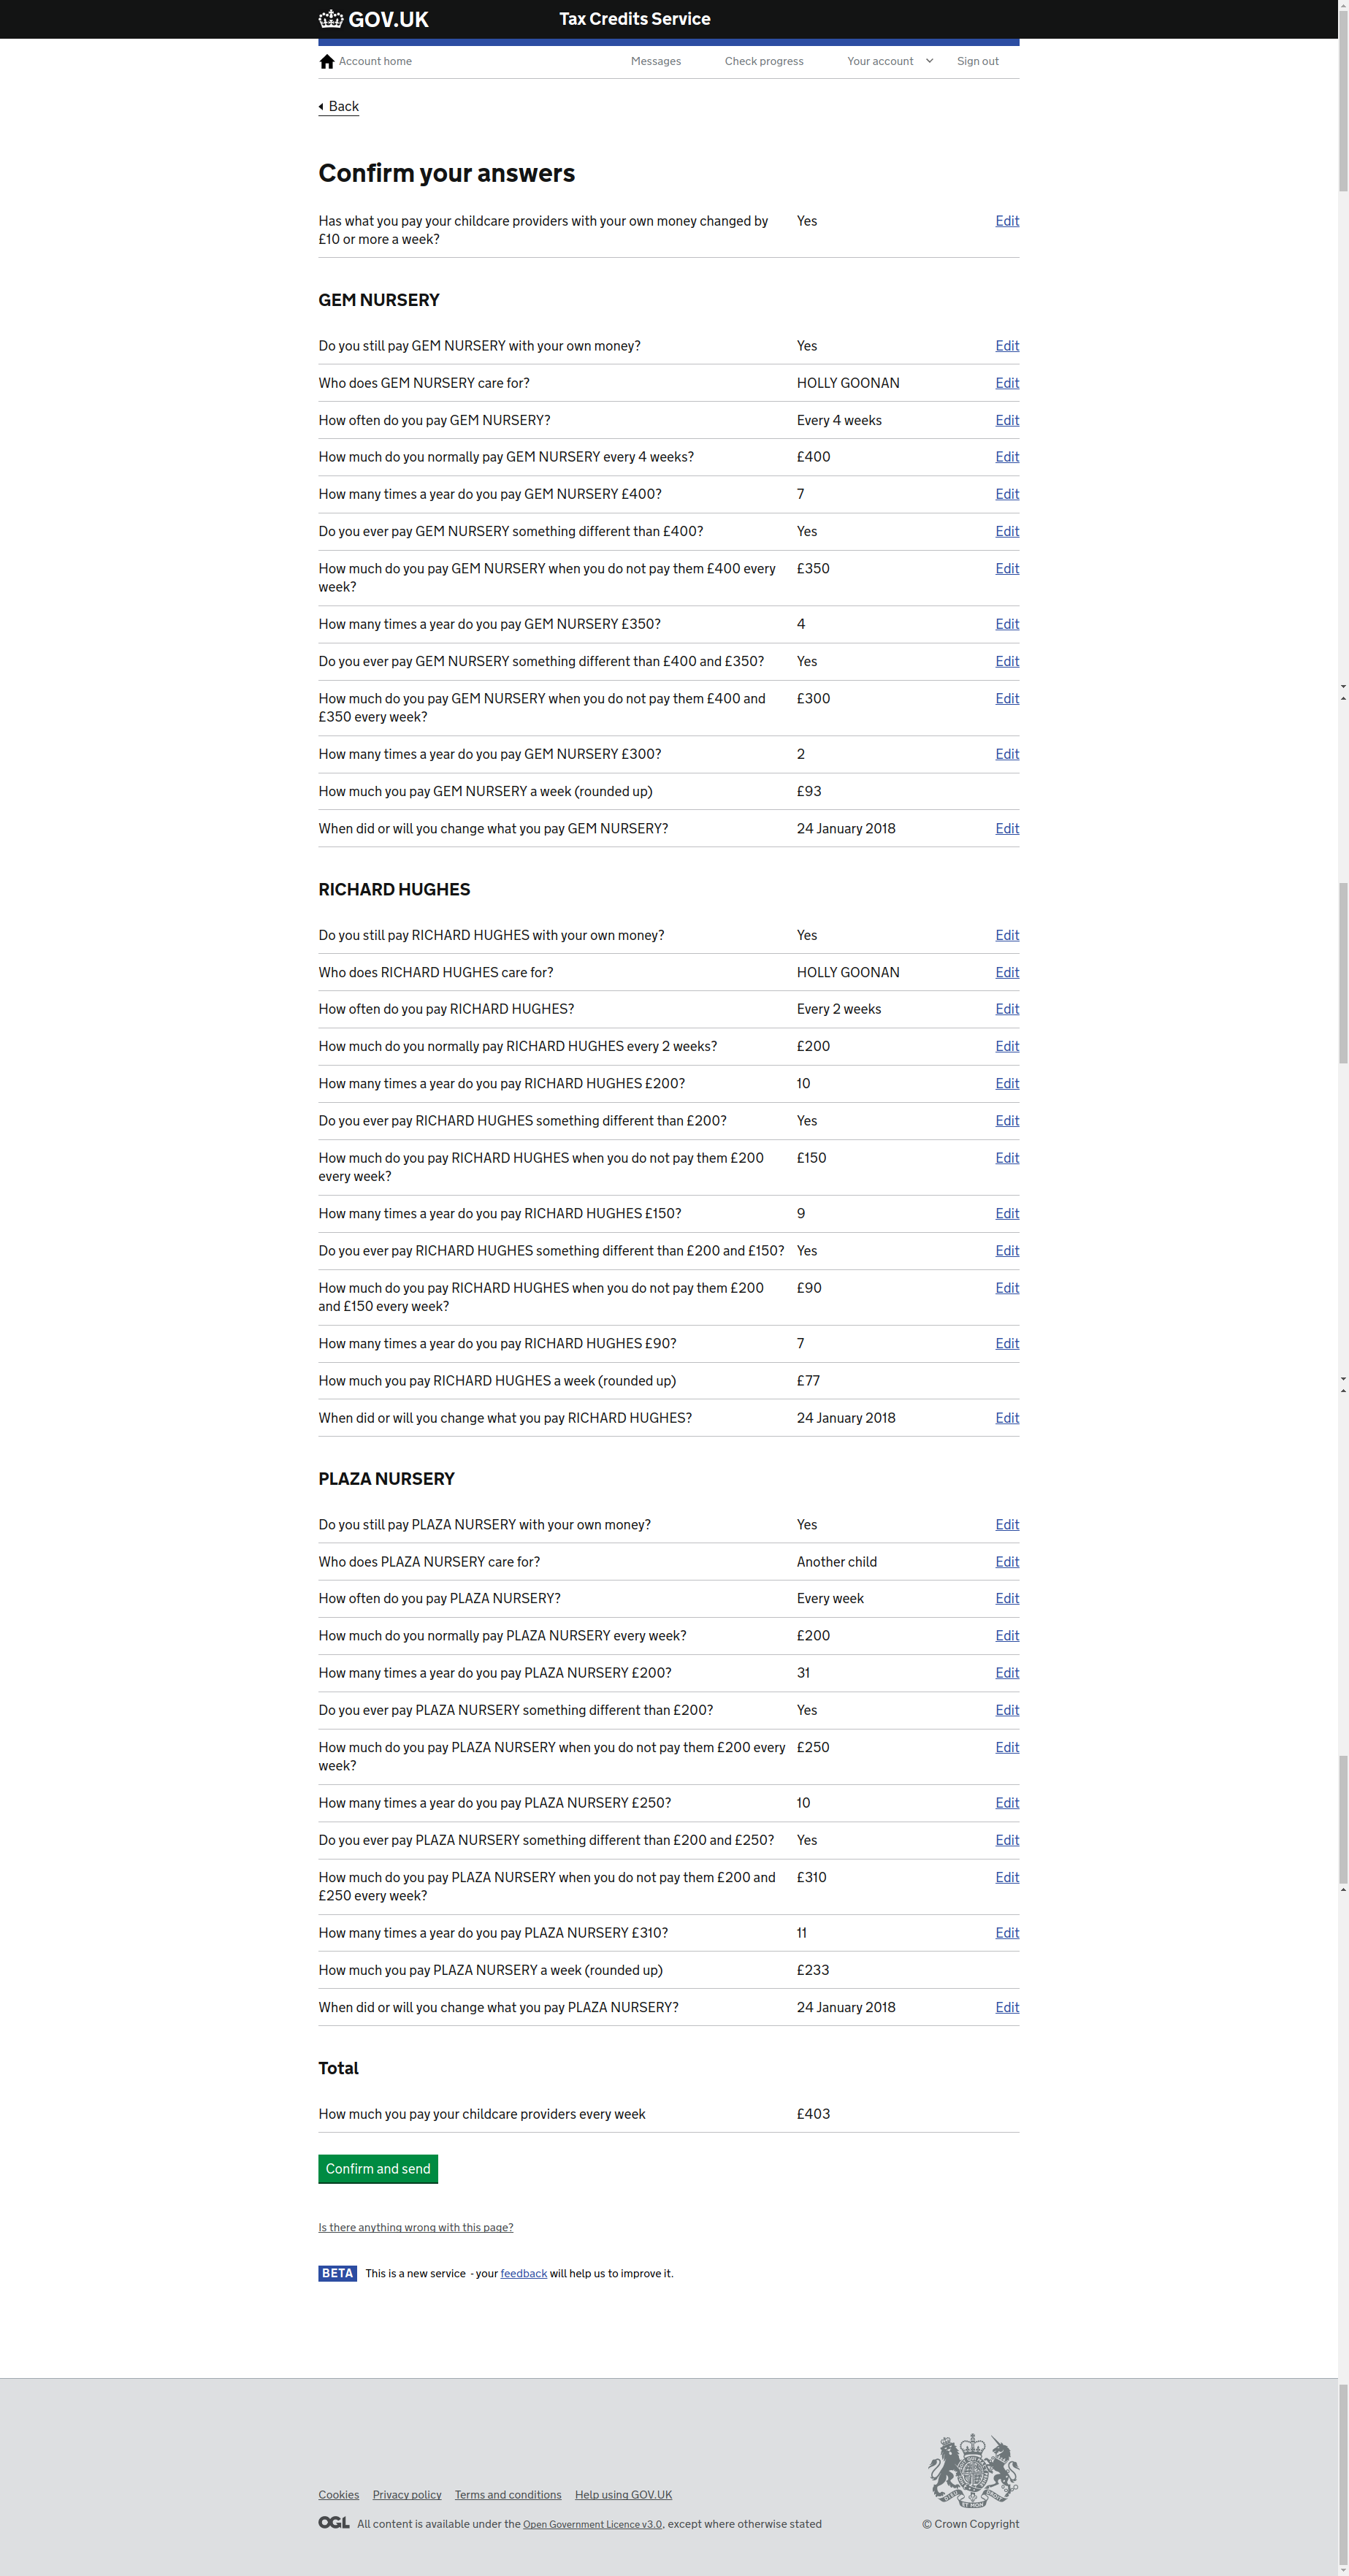 GOV.UK
Tax Credits Service
Account home
Messages
Check progress
Your account
Sign out
Back
Confirm your answers
Has what you pay your childcare providers with your own money changed by Yes Edit
£10 or more a week?
GEM NURSERY
Do you still pay GEM NURSERY with your own money? Yes Edit
Who does GEM NURSERY care for? HOLLY GOONAN Edit
How often do you pay GEM NURSERY? Every 4 weeks Edit
How much do you normally pay GEM NURSERY every 4 weeks? £400 Edit
How many times a year do you pay GEM NURSERY £400? 7 Edit
Do you ever pay GEM NURSERY something different than £400? Yes Edit
How much do you pay GEM NURSERY when you do not pay them £400 every £350 Edit
week?
How many times a year do you pay GEM NURSERY £350? 4 Edit
Do you ever pay GEM NURSERY something different than £400 and £350? Yes Edit
How much do you pay GEM NURSERY when you do not pay them £400 and £300 Edit
£350 every week?
How many times a year do you pay GEM NURSERY £300? 2 Edit
How much you pay GEM NURSERY a week (rounded up) £93
When did or will you change what you pay GEM NURSERY? 24 January 2018 Edit
RICHARD HUGHES
Do you still pay RICHARD HUGHES with your own money? Yes Edit
Who does RICHARD HUGHES care for? HOLLY GOONAN Edit
How often do you pay RICHARD HUGHES? Every 2 weeks Edit
How much do you normally pay RICHARD HUGHES every 2 weeks? £200 Edit
How many times a year do you pay RICHARD HUGHES £200? 10 Edit
Do you ever pay RICHARD HUGHES something different than £200? Yes Edit
How much do you pay RICHARD HUGHES when you do not pay them £200 £150 Edit
every week?
How many times a year do you pay RICHARD HUGHES £150? 9 Edit
Do you ever pay RICHARD HUGHES something different than £200 and £150? Yes Edit
How much do you pay RICHARD HUGHES when you do not pay them £200 £90 Edit
and £150 every week?
How many times a year do you pay RICHARD HUGHES £90? 7 Edit
How much you pay RICHARD HUGHES a week (rounded up) £77
When did or will you change what you pay RICHARD HUGHES? 24 January 2018 Edit
PLAZA NURSERY
Do you still pay PLAZA NURSERY with your own money? Yes Edit
Who does PLAZA NURSERY care for? Another child Edit
How often do you pay PLAZA NURSERY? Every week Edit
How much do you normally pay PLAZA NURSERY every week? £200 Edit
How many times a year do you pay PLAZA NURSERY £200? 31 Edit
Do you ever pay PLAZA NURSERY something different than £200? Yes Edit
How much do you pay PLAZA NURSERY when you do not pay them £200 every £250 Edit
week?
How many times a year do you pay PLAZA NURSERY £250? 10 Edit
Do you ever pay PLAZA NURSERY something different than £200 and £250? Yes Edit
How much do you pay PLAZA NURSERY when you do not pay them £200 and £310 Edit
£250 every week?
How many times a year do you pay PLAZA NURSERY £310? 11 Edit
How much you pay PLAZA NURSERY a week (rounded up) £233
When did or will you change what you pay PLAZA NURSERY? 24 January 2018 Edit
Total
How much you pay your childcare providers every week £403
Confirm and send
Is there anything wrong with this page?
BETA This is a new service - your feedback will help us to improve it.
Cookies Privacy policy Terms and conditions Help using GOV.UK
OGL All content is available under the Open Government Licence v3.0, except where otherwise stated
© Crown Copyright